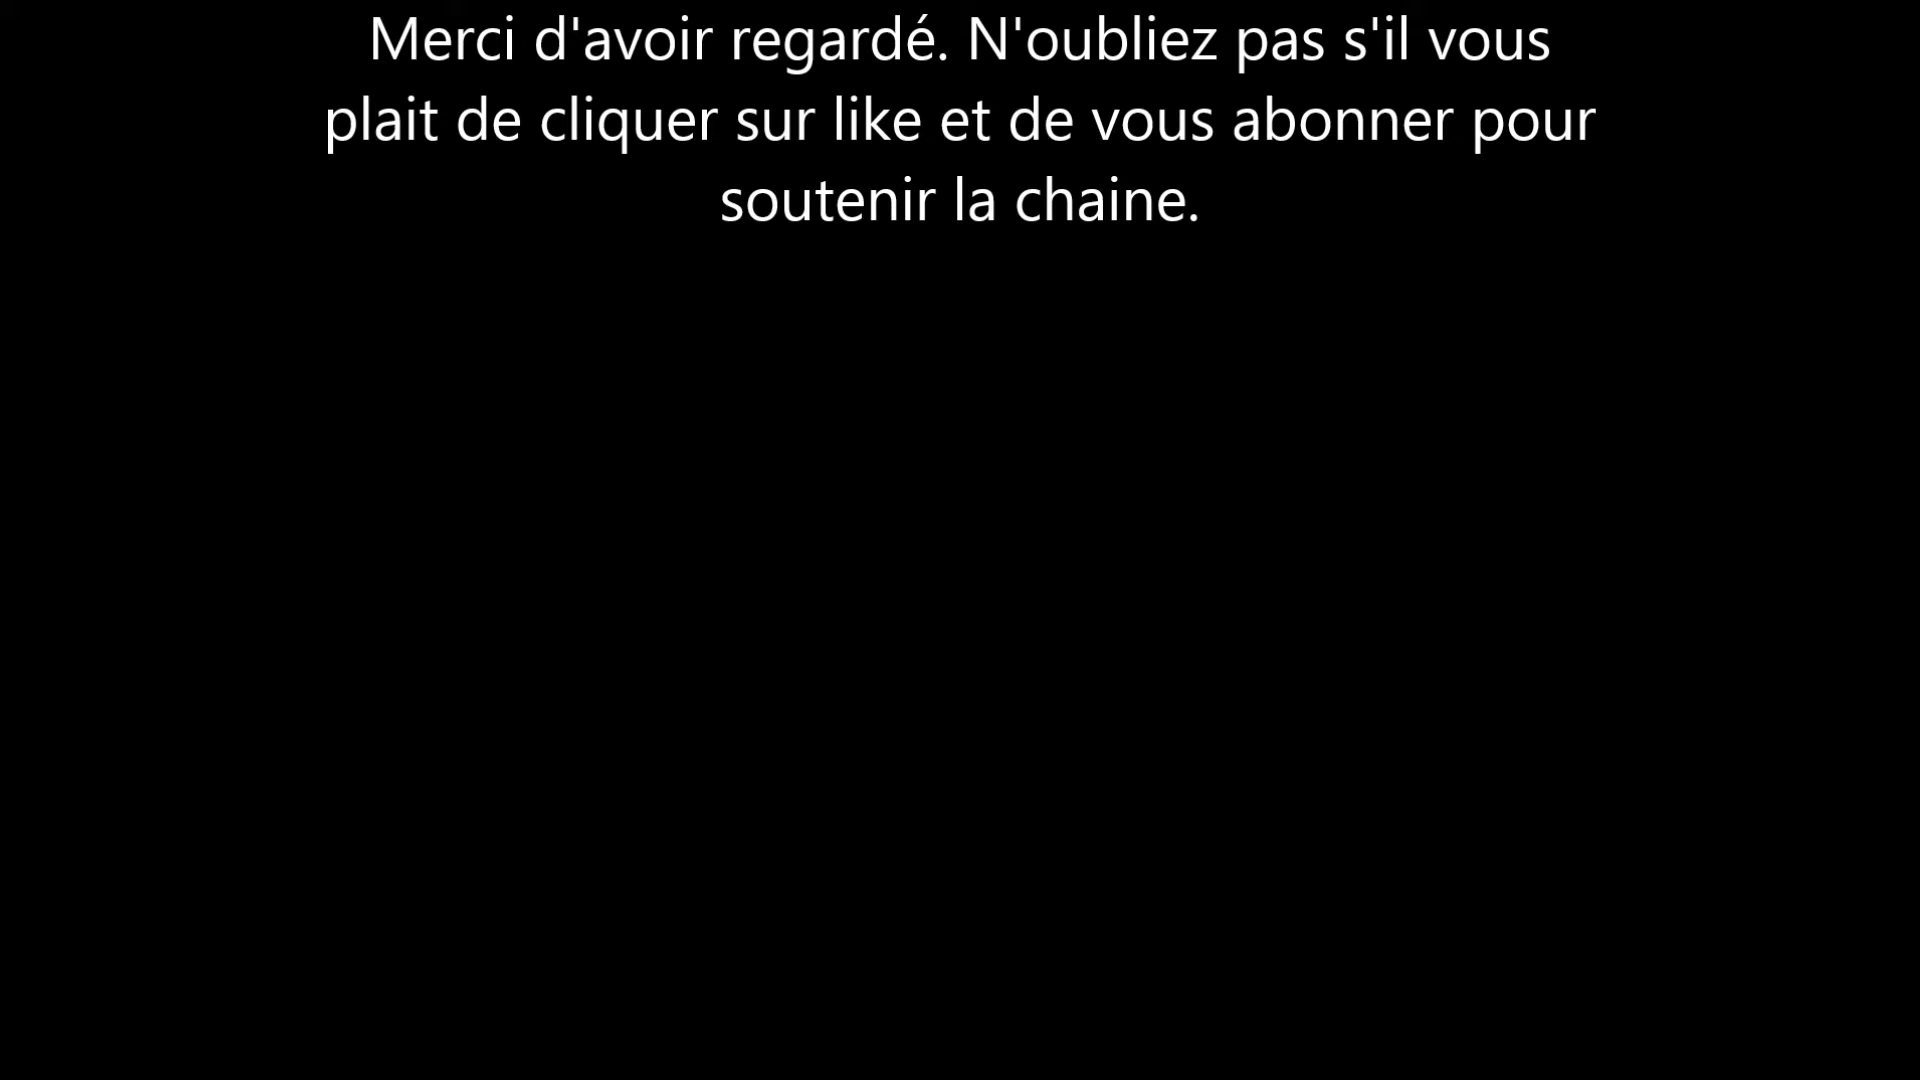 Merci d'avoir regardé. N'oubliez pas s'il vous
plait de cliquer sur like et de vous abonner pour
soutenir la chaine.